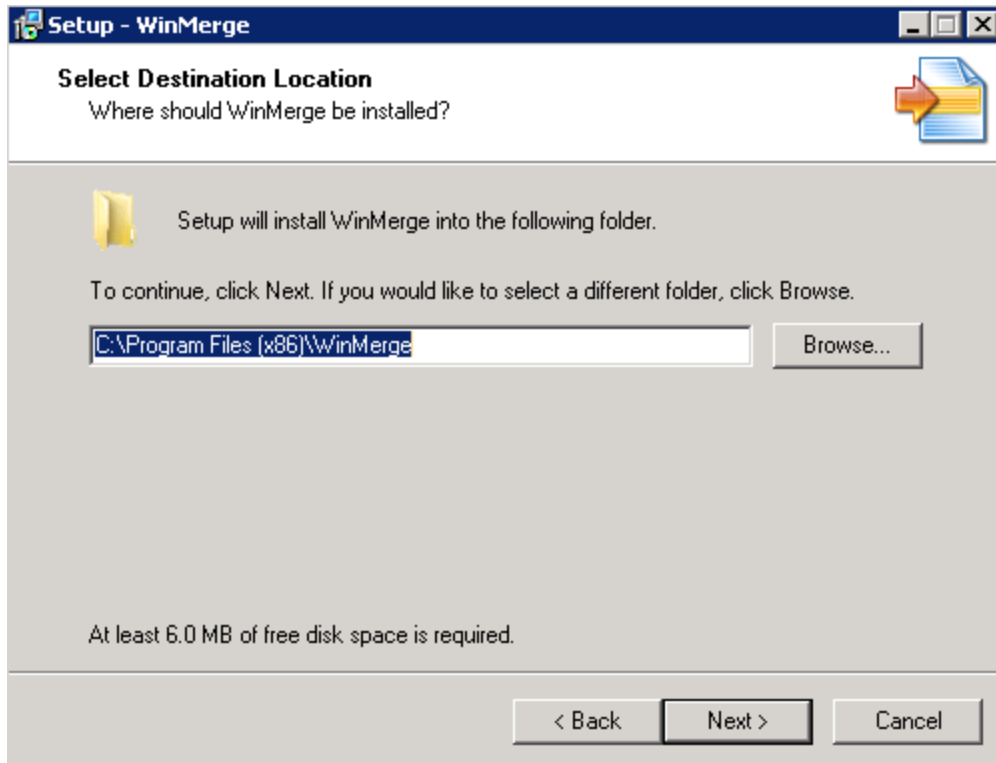 Setup - WinMerge
Select Destination Location
Where should WinMerge be installed?
Setup will install WinMerge into the following folder.
To continue, click Next. If you would like to select a different folder, click Browse.
C:\Program Files (x86)\WinMerge
Browse...
At least 6.0 MB of free disk space is required.
< Back
Next >
Cancel